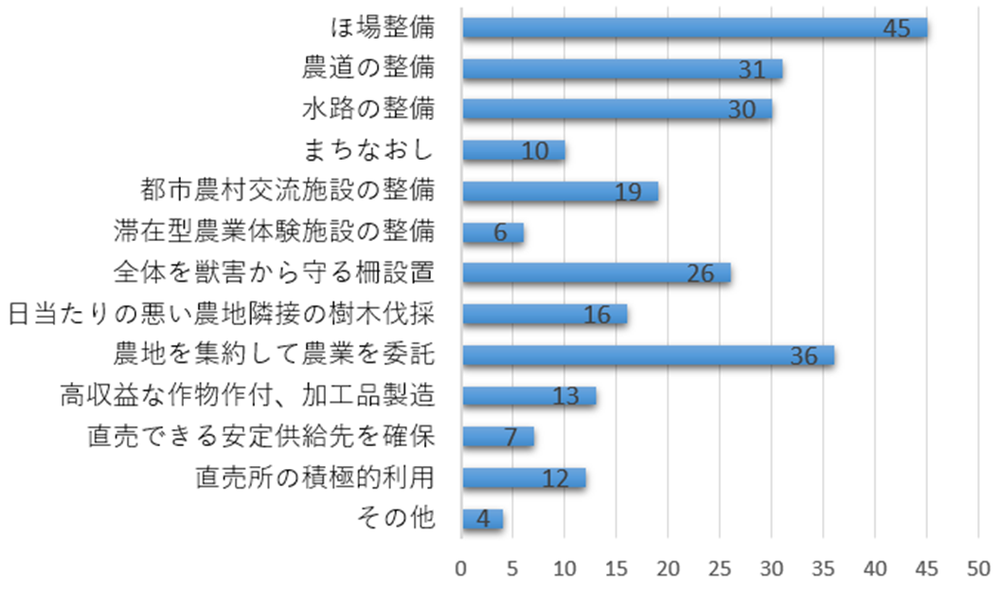 ほ場整備 45
農道の整備 31
水路の整備 30
まちなおし 10
都市農村交流施設の整備 19
滞在型農業体験施設の整備 6
全体を獣害から守る柵設置 26
日当たりの悪い農地隣接の樹木伐採 16
農地を集約して農業を委託 36
高収益な作物作付、加工品製造 13
直売できる安定供給先を確保 7
直売所の積極的利用 12
その他 4
0 5 10 15 20 25 30 35 40 45 50